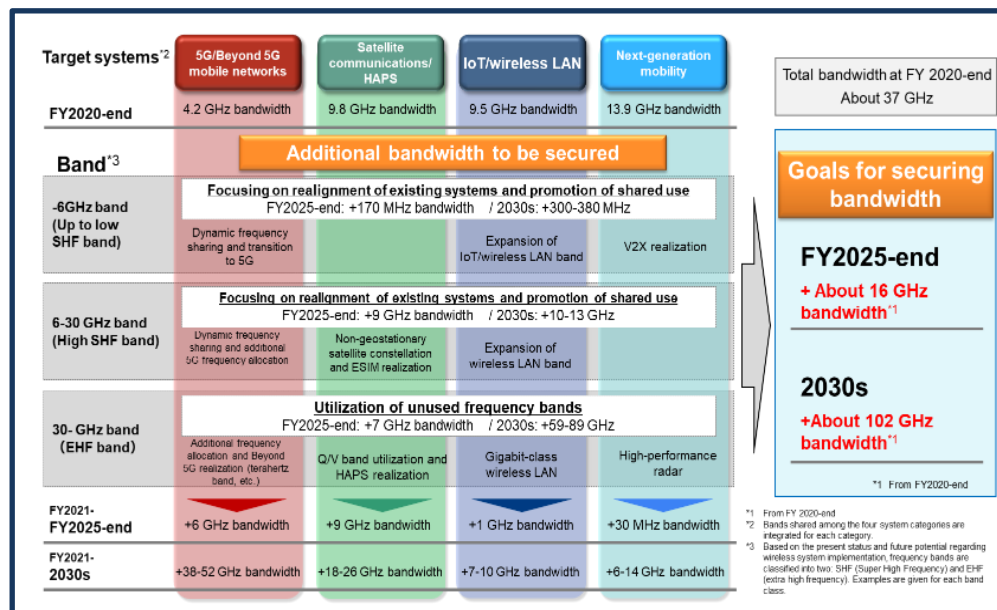 Target systems*2
5G/Beyond 5G
mobile networks
Satellite
communications/
HAPS
IoT/wireless LAN
Next-generation
mobility
FY2020-end
4.2 GHz bandwidth
9.8 GHz bandwidth
9.5 GHz bandwidth
13.9 GHz bandwidth
Total bandwidth at FY 2020-end
About 37 GHz
Band*3
Additional bandwidth to be secured
-6GHz band
(Up to low
SHF band)
Focusing on realignment of existing systems and promotion of shared use
FY2025-end: +170 MHz bandwidth / 2030s: +300-380 MHz
Dynamic frequency
sharing and transition
to 5G
Expansion of
IoT/wireless LAN band
V2X realization
6-30 GHz band
(High SHF band)
Focusing on realignment of existing systems and promotion of shared use
FY2025-end: +9 GHz bandwidth / 2030s: +10-13 GHz
Dynamic frequency
sharing and additional
5G frequency allocation
Non-geostationary
satellite constellation
and ESIM realization
Expansion of
wireless LAN band
30- GHz band
(EHF band)
Utilization of unused frequency bands
FY2025-end: +7 GHz bandwidth / 2030s: +59-89 GHz
Additional frequency
allocation and Beyond
5G realization (terahertz
band, etc.)
Q/V band utilization and
HAPS realization
Gigabit-class
wireless LAN
High-performance
radar
FY2021-
FY2025-end
+6 GHz bandwidth
+9 GHz bandwidth
+1 GHz bandwidth
+30 MHz bandwidth
FY2021-
2030s
+38-52 GHz bandwidth
+18-26 GHz bandwidth
+7-10 GHz bandwidth
+6-14 GHz bandwidth
Goals for securing
bandwidth
FY2025-end
+ About 16 GHz
bandwidth*1
2030s
+About 102 GHz
bandwidth*1
*1 From FY2020-end
*1 From FY 2020-end
*2 Bands shared among the four system categories are
integrated for each category.
*3 Based on the present status and future potential regarding
wireless system implementation, frequency bands are
classified into two: SHF (Super High Frequency) and EHF
(extra high frequency). Examples are given for each band
class.